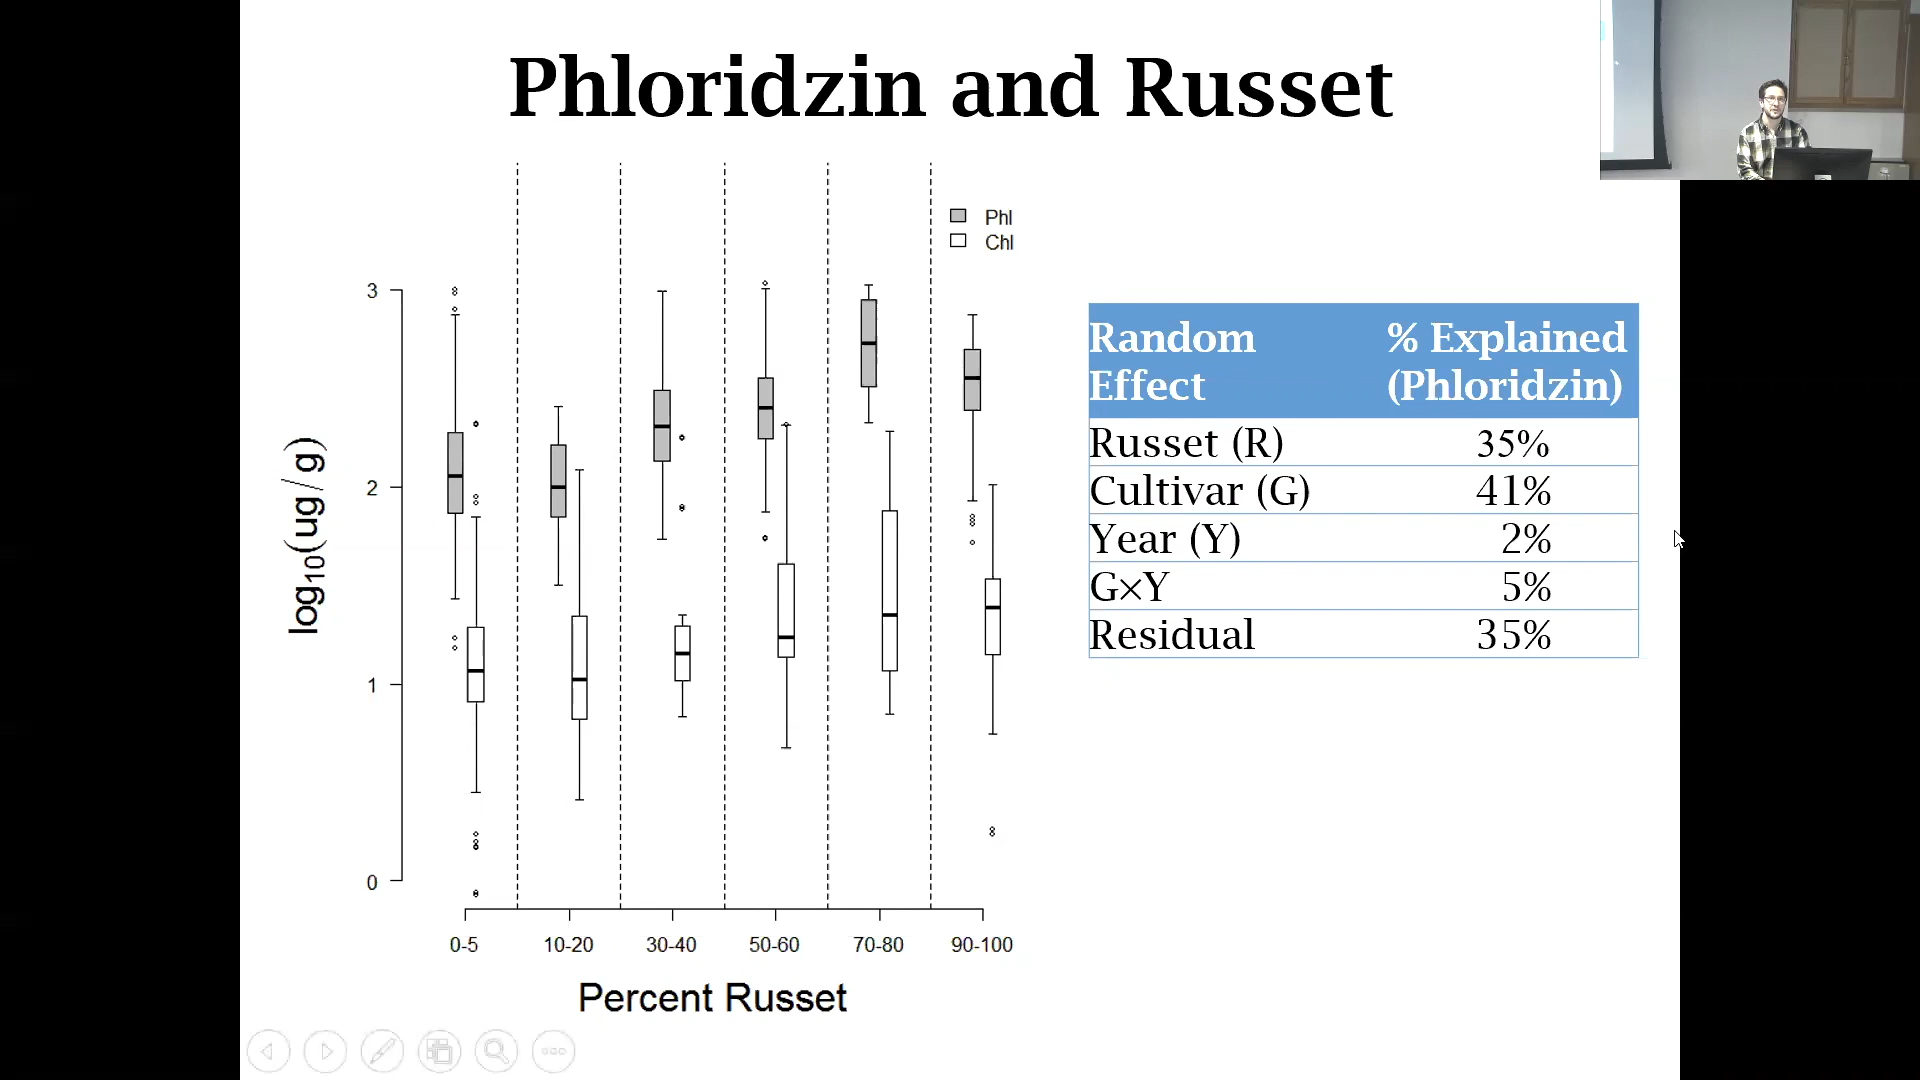 Phloridzin and Russet
Phl
Chl
3
2
1
0
log10(ug/g)
0-5 10-20 30-40 50-60 70-80 90-100
Percent Russet
Random Effect % Explained (Phloridzin)
Russet (R) 35%
Cultivar (G) 41%
Year (Y) 2%
G×Y 5%
Residual 35%